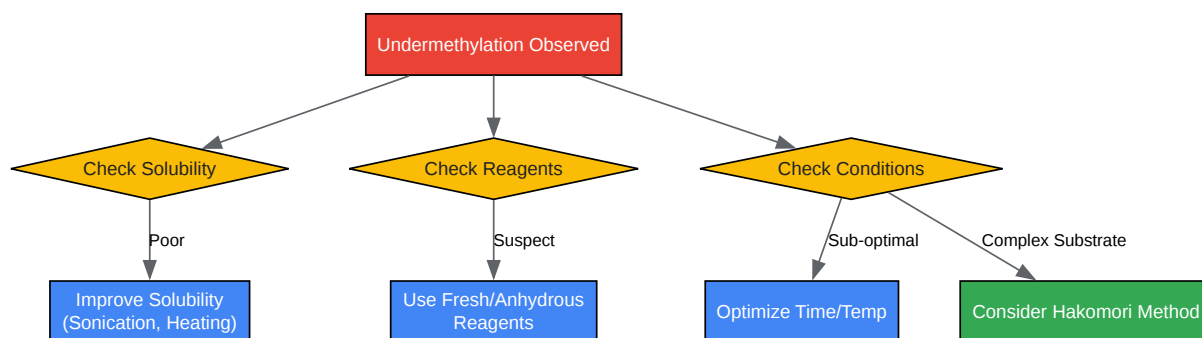 Undermethylation Observed
Check Solubility
Check Reagents
Check Conditions
Poor
Suspect
Sub-optimal
Complex Substrate
Improve Solubility
(Sonication, Heating)
Use Fresh/Anhydrous
Reagents
Optimize Time/Temp
Consider Hakomori Method